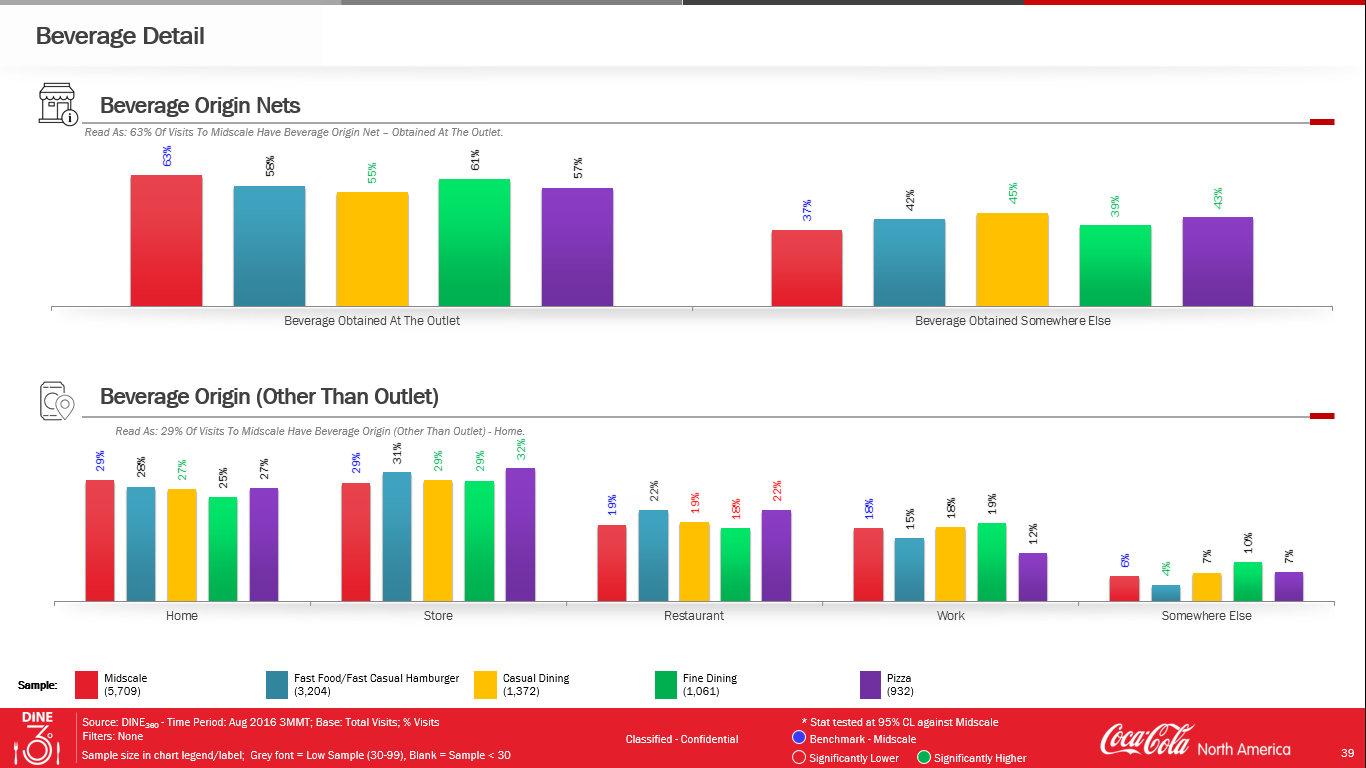 Beverage Detail
Beverage Origin Nets
Read As: 63% Of Visits To Midscale Have Beverage Origin Net – Obtained At The Outlet.
63% 58% 55% 61% 57% 37% 42% 45% 39% 43%
Beverage Obtained At The Outlet Beverage Obtained Somewhere Else
Beverage Origin (Other Than Outlet)
Read As: 29% Of Visits To Midscale Have Beverage Origin (Other Than Outlet) - Home.
29% 28% 27% 25% 27% 29% 31% 29% 29% 32% 19% 22% 19% 18% 22% 18% 15% 18% 19% 12% 6% 4% 7% 10% 7%
Home Store Restaurant Work Somewhere Else
Sample:
Midscale
(5,709)
Fast Food/Fast Casual Hamburger
(3,204)
Casual Dining
(1,372)
Fine Dining
(1,061)
Pizza
(932)
DINE
360
Source: DINE360 - Time Period: Aug 2016 3MMT; Base: Total Visits; % Visits
Filters: None
Sample size in chart legend/label; Grey font = Low Sample (30-99), Blank = Sample < 30
Classified - Confidential
* Stat tested at 95% CL against Midscale
Benchmark - Midscale
Significantly Lower Significantly Higher
Coca-Cola North America
39